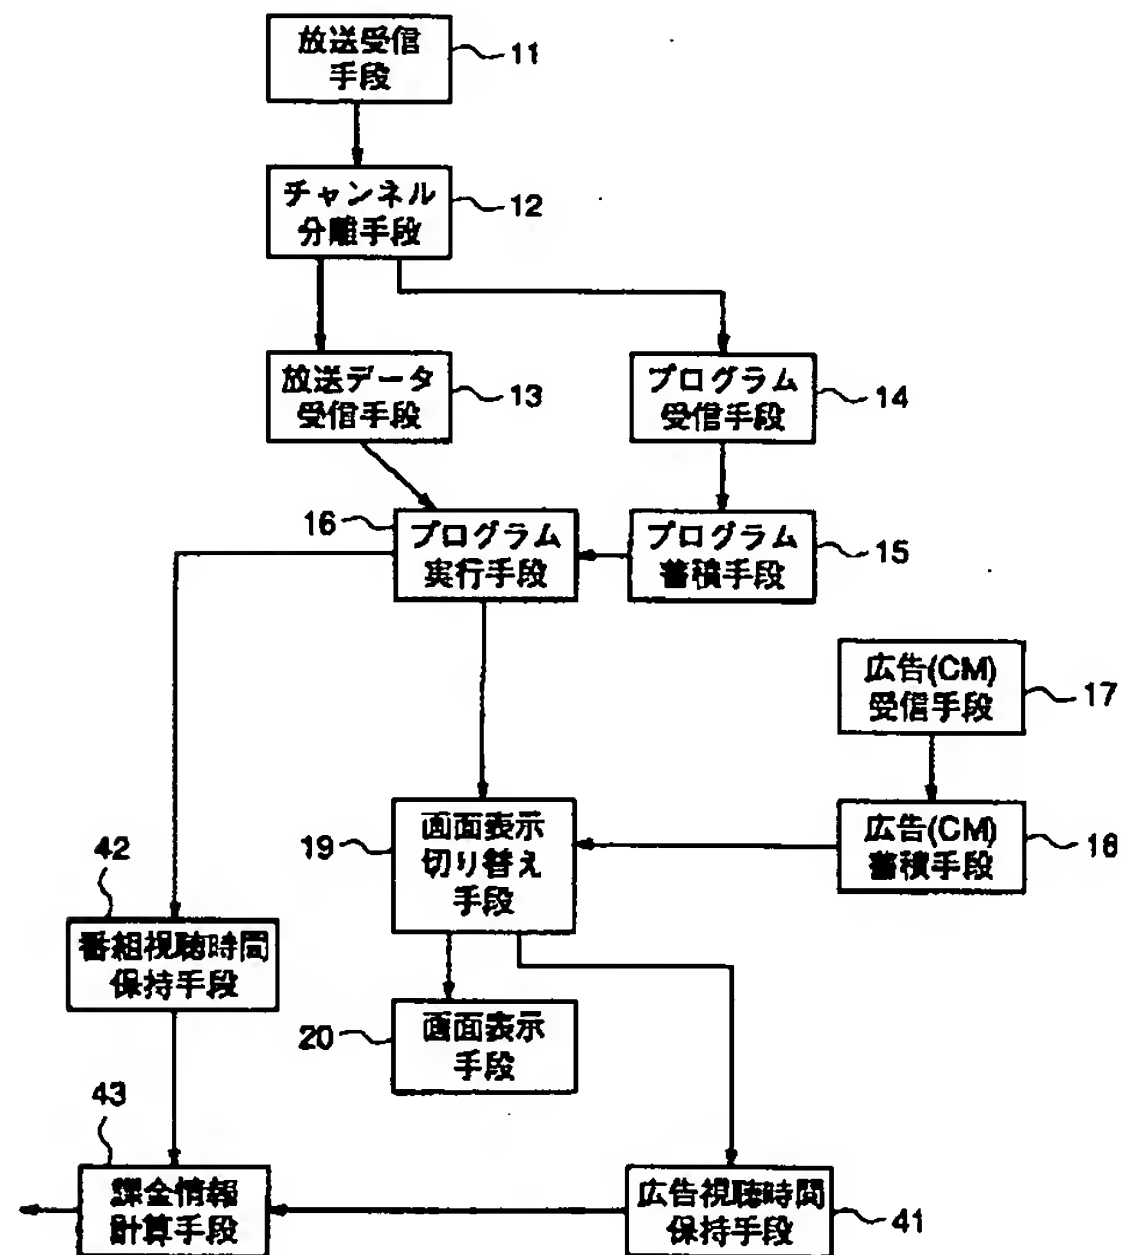 放送受信
手段
11
チャンネル
分離手段
12
放送データ
受信手段
13
プログラム
受信手段
14
16
プログラム
実行手段
プログラム
蓄積手段
15
広告(CM)
受信手段
17
19
画面表示
切り替え
手段
広告(CM)
蓄積手段
18
42
番組視聴時間
保持手段
20
画面表示
手段
43
課金情報
計算手段
広告視聴時間
保持手段
41